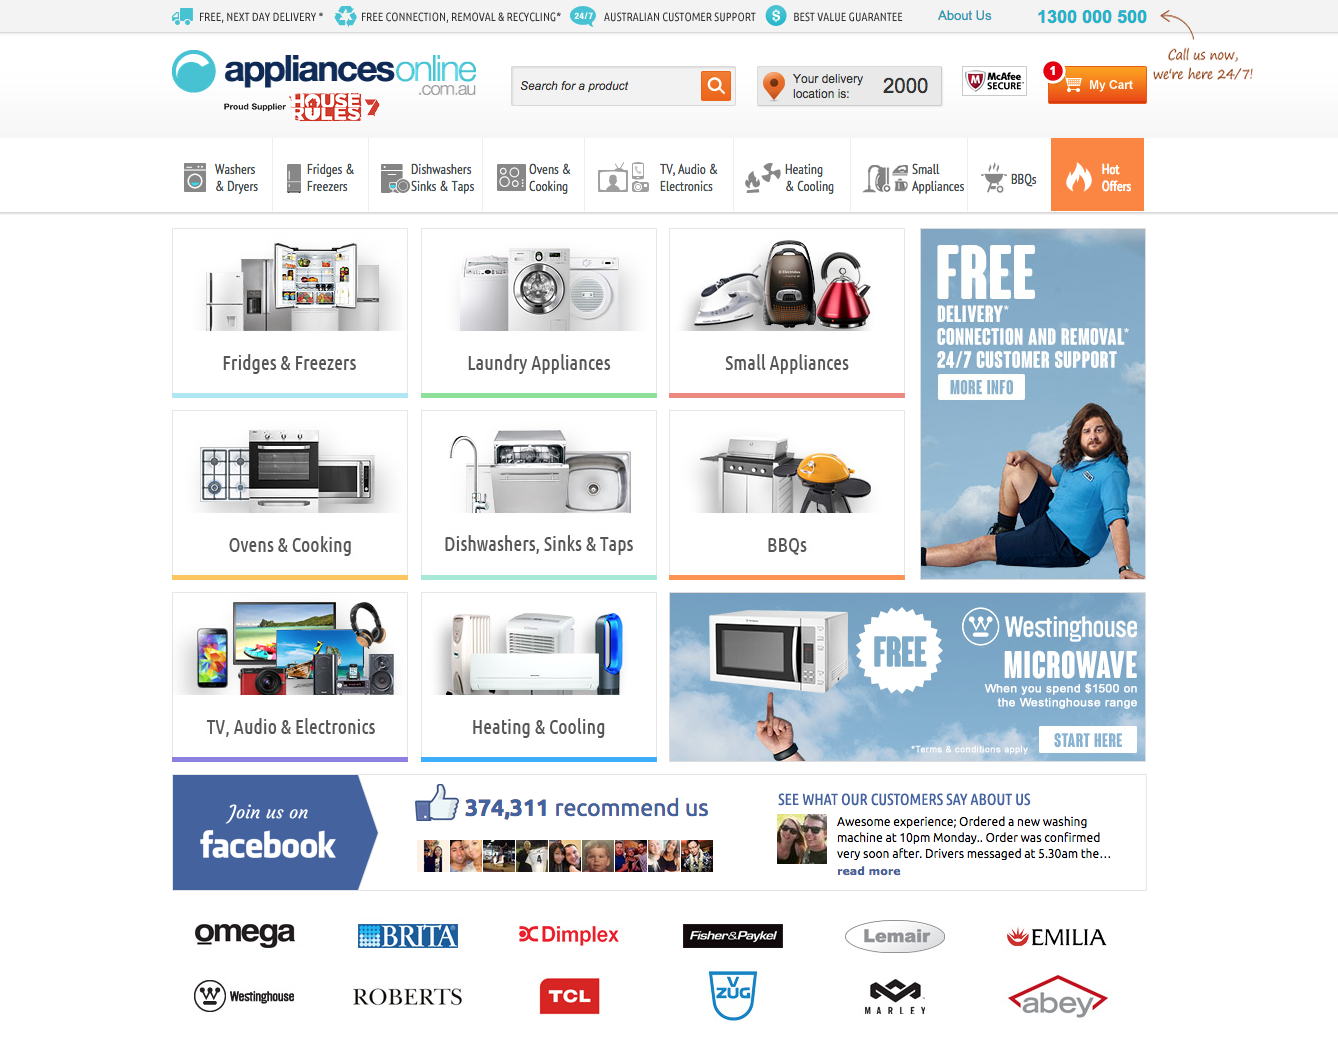 FREE, NEXT DAY DELIVERY *
FREE CONNECTION, REMOVAL & RECYCLING*
24/7
AUSTRALIAN CUSTOMER SUPPORT
$
BEST VALUE GUARANTEE
About Us
1300 000 500
Call us now,
we're here 24/7!
appliancesonline
.com.au
Proud Supplier
HOUSE
RULES 7
Search for a product
Your delivery
location is:
2000
McAfee
SECURE™
1
My Cart
Washers
& Dryers
Fridges &
Freezers
Dishwashers
Sinks & Taps
Ovens &
Cooking
TV, Audio &
Electronics
Heating
& Cooling
Small
Appliances
BBQs
Hot
Offers
Fridges & Freezers
Laundry Appliances
Small Appliances
FREE
DELIVERY*
CONNECTION AND REMOVAL*
24/7 CUSTOMER SUPPORT
MORE INFO
Ovens & Cooking
Dishwashers, Sinks & Taps
BBQs
TV, Audio & Electronics
Heating & Cooling
FREE
Westinghouse
MICROWAVE
When you spend $1500 on
the Westinghouse range
*Terms & conditions apply
START HERE
Join us on
facebook
374,311 recommend us
SEE WHAT OUR CUSTOMERS SAY ABOUT US
Awesome experience; Ordered a new washing
machine at 10pm Monday.. Order was confirmed
very soon after. Drivers messaged at 5.30am the...
read more
omega
BRITA
Dimplex
Fisher&Paykel
Lemair
EMILIA
Westinghouse
ROBERTS
TCL
V
ZUG
MARLEY
abey